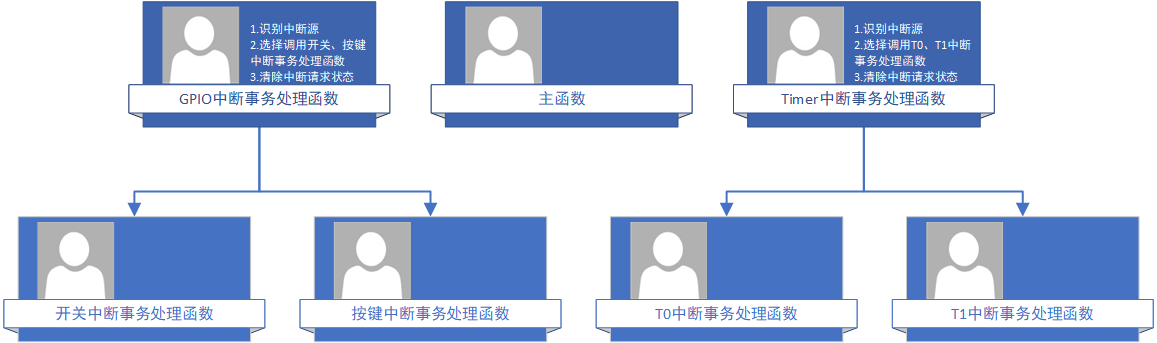 1.识别中断源
2.选择调用开关、按键
中断事务处理函数
3.清除中断请求状态
GPIO中断事务处理函数
主函数
1.识别中断源
2.选择调用T0、T1中断
事务处理函数
3.清除中断请求状态
Timer中断事务处理函数
开关中断事务处理函数
按键中断事务处理函数
T0中断事务处理函数
T1中断事务处理函数